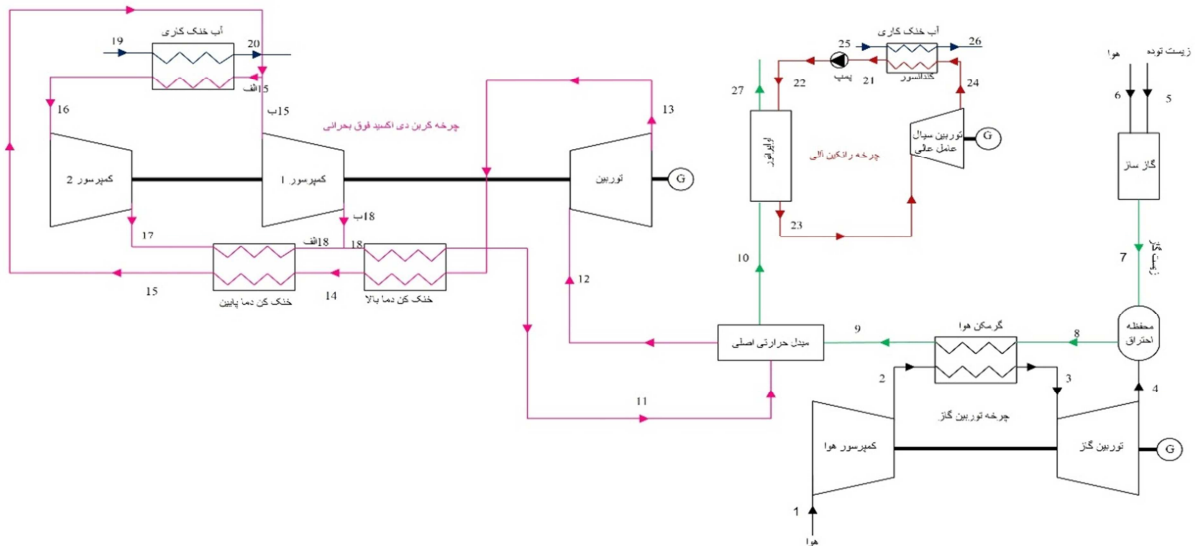 آب خنک کاری
19
20
15الف
15ب
16
چرخه کربن دی اکسید فوق بحرانی
13
کمپرسور 2
کمپرسور 1
توربین
G
17
18ب
18الف
18
15
14
12
خنک کن دما پایین
خنک کن دما بالا
11
آب خنک کاری
25
26
کندانسور
پمپ
21
22
24
27
اواپراتور
چرخه رانکین آلی
توربین سیال
عامل عالی
G
23
10
هوا
زیست توده
6
5
گاز ساز
7
زیست گاز
محفظه
احتراق
گرمکن هوا
8
9
مبدل حرارتی اصلی
2
3
4
چرخه توربین گاز
کمپرسور هوا
توربین گاز
G
1
هوا